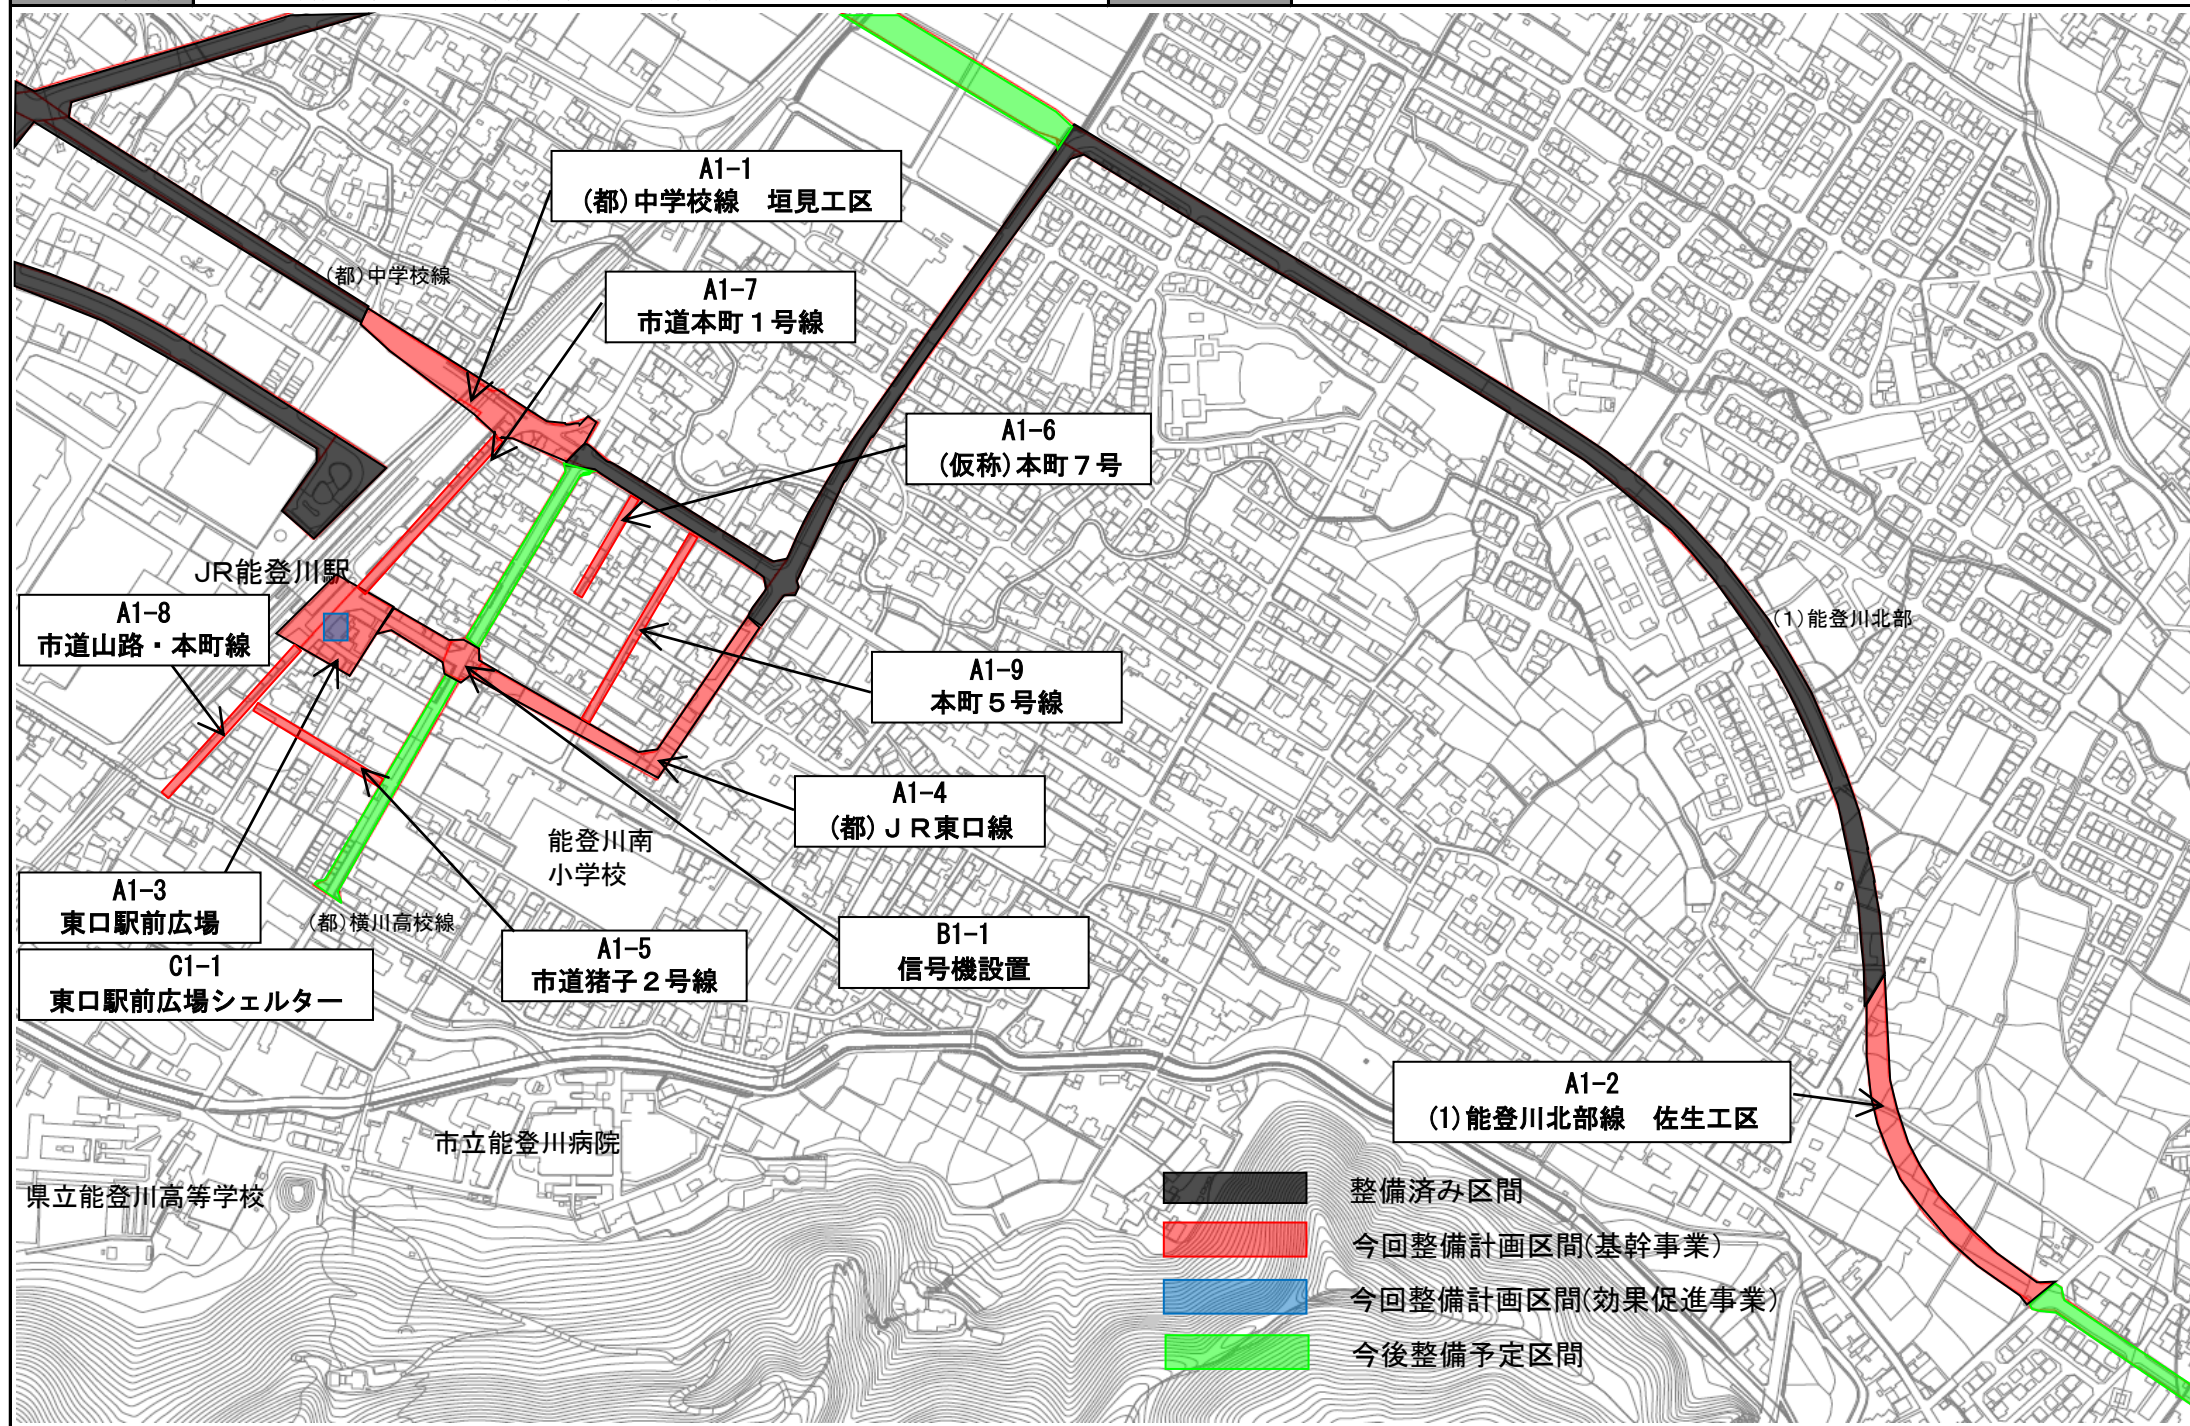 A1-1
(都)中学校線　垣見工区
(都)中学校線
A1-7
市道本町１号線
A1-6
(仮称)本町７号
JR能登川駅
A1-8
市道山路・本町線
(1)能登川北部
A1-9
本町５号線
A1-4
(都)ＪＲ東口線
能登川南
小学校
A1-3
東口駅前広場
(都)横川高校線
C1-1
東口駅前広場シェルター
A1-5
市道猪子２号線
B1-1
信号機設置
A1-2
(1)能登川北部線　佐生工区
市立能登川病院
県立能登川高等学校
整備済み区間
今回整備計画区間(基幹事業)
今回整備計画区間(効果促進事業)
今後整備予定区間